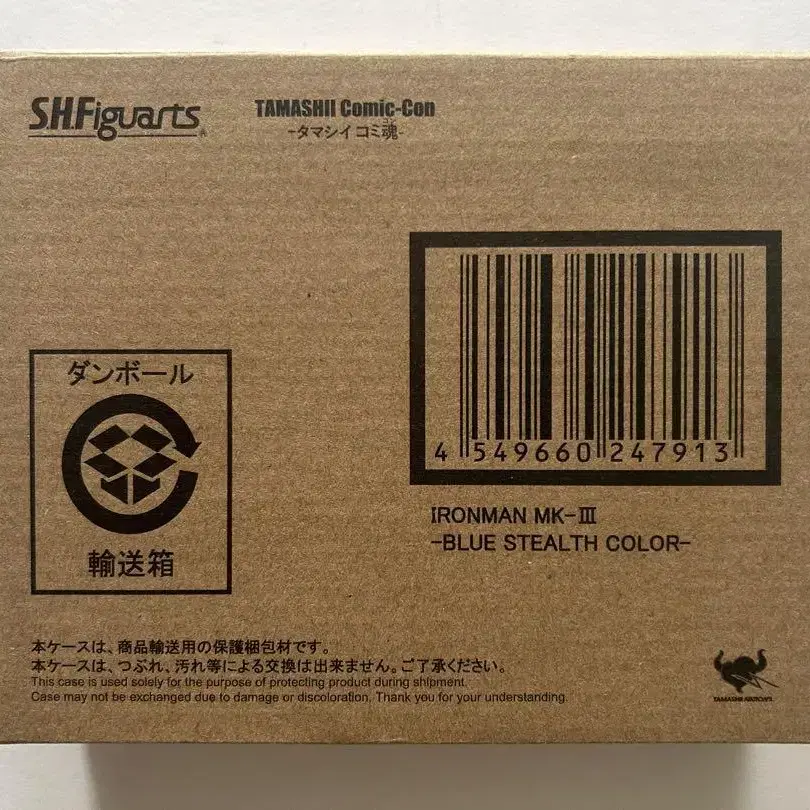 S.H.Figuarts
TAMASHII Comic-Con
-タマシイ コミ魂-
コン
ダンボール
輸送箱
4 549660 247913
IRONMAN MK-Ⅲ
-BLUE STEALTH COLOR-
本ケースは、商品輸送用の保護梱包材です。
本ケースは、つぶれ、汚れ等による交換は出来ません。ご了承ください。
This case is used solely for the purpose of protecting product during shipment.
Case may not be exchanged due to damage or discoloration. Thank you for your understanding.
TAMASHII NATIONS